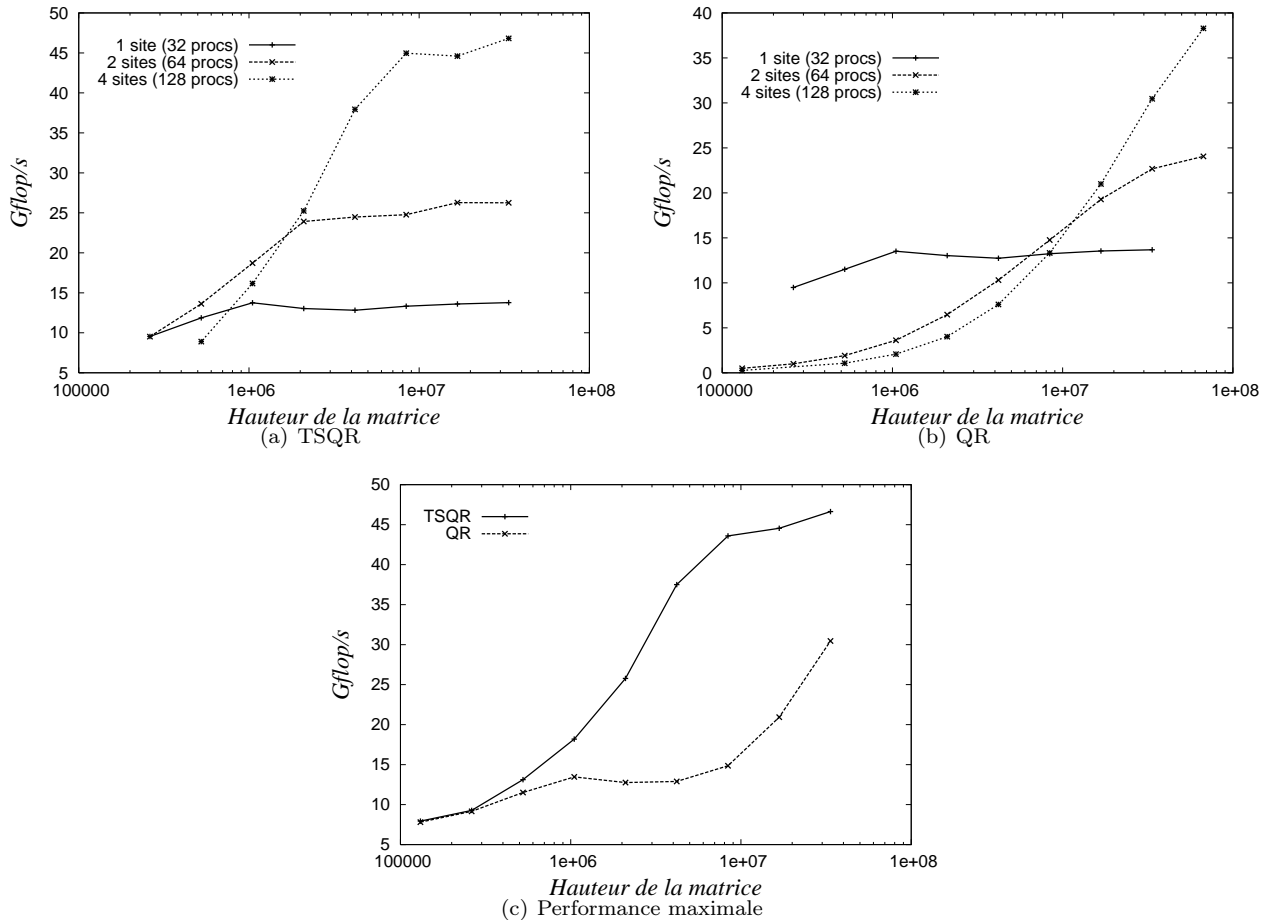 50
45
40
35
30
25
20
15
10
5
Gflop/s
1 site (32 procs)
2 sites (64 procs)
4 sites (128 procs)
100000 1e+06 1e+07 1e+08
Hauteur de la matrice
(a) TSQR
40
35
30
25
20
15
10
5
0
Gflop/s
1 site (32 procs)
2 sites (64 procs)
4 sites (128 procs)
100000 1e+06 1e+07 1e+08
Hauteur de la matrice
(b) QR
50
45
40
35
30
25
20
15
10
5
Gflop/s
TSQR
QR
100000 1e+06 1e+07 1e+08
Hauteur de la matrice
(c) Performance maximale